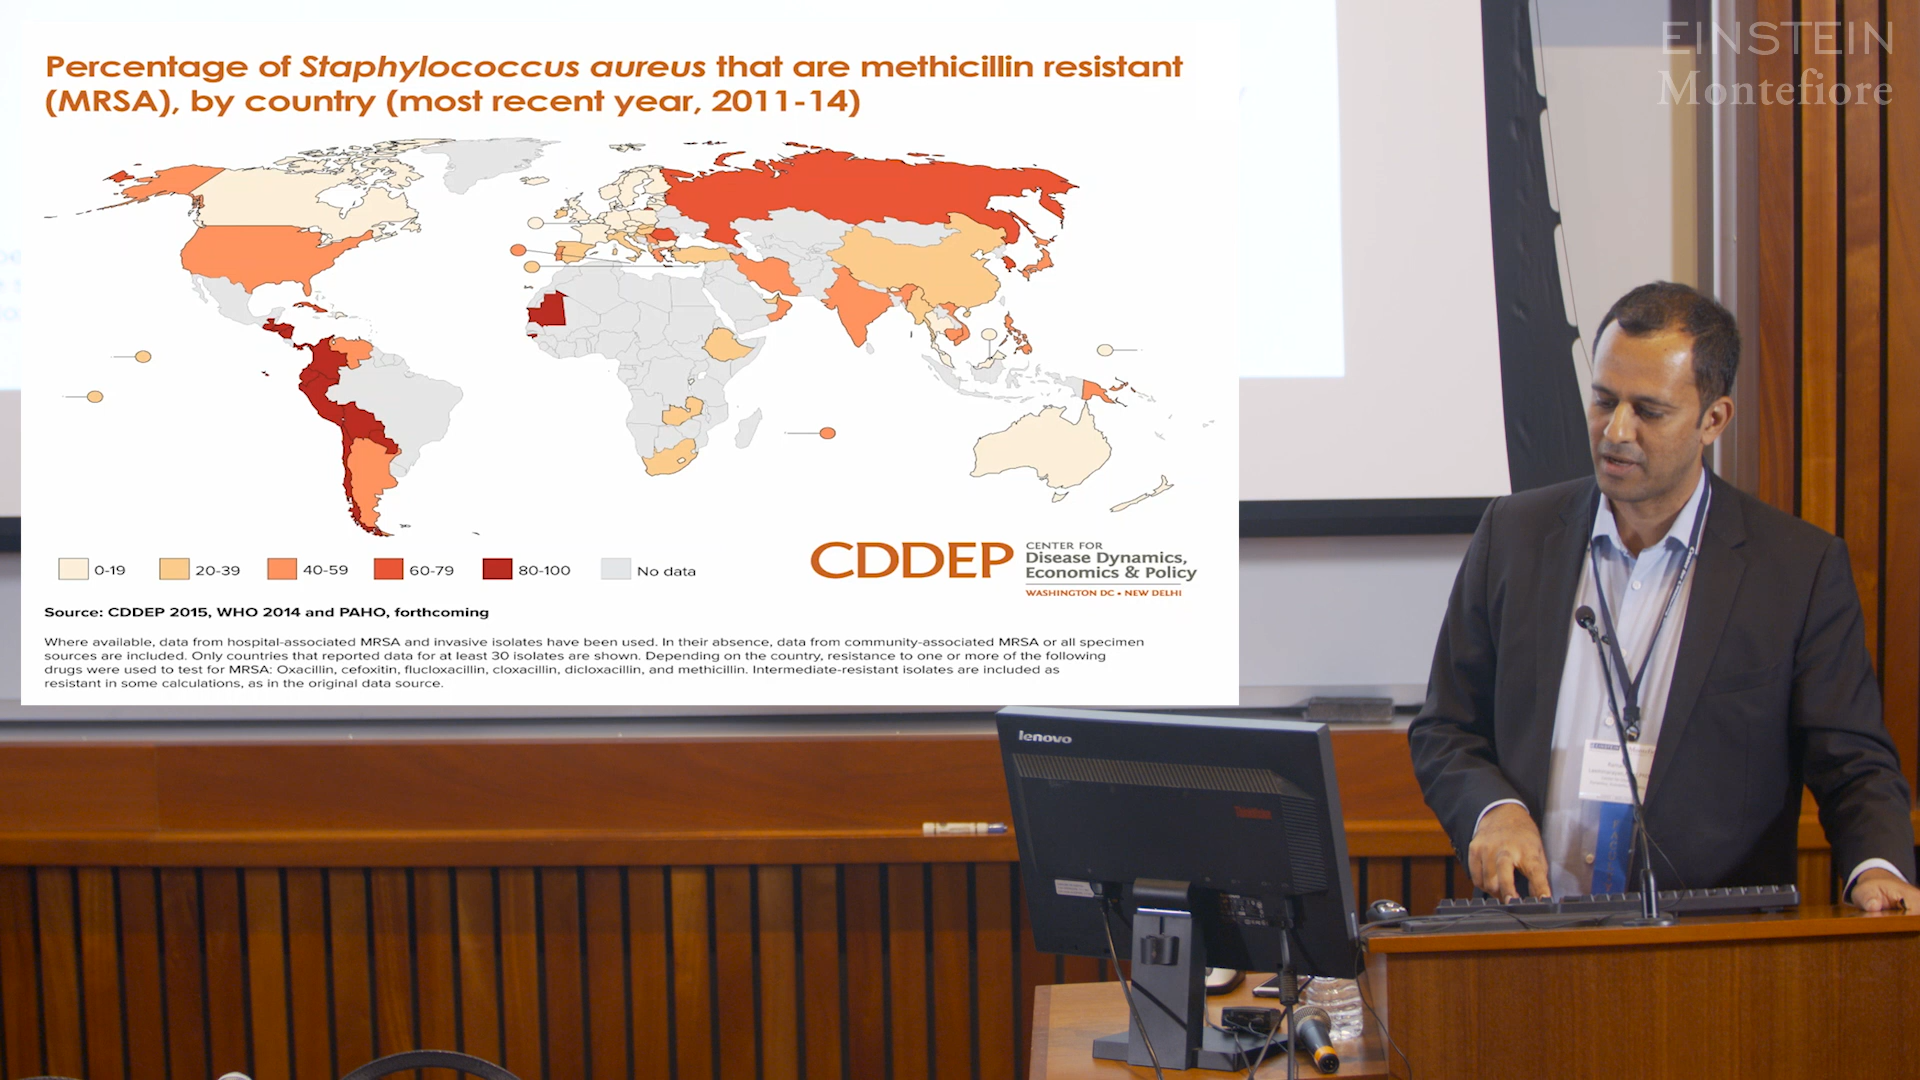 EINSTEIN
Montefiore
Percentage of Staphylococcus aureus that are methicillin resistant
(MRSA), by country (most recent year, 2011-14)
0-19
20-39
40-59
60-79
80-100
No data
CDDEP
CENTER FOR
Disease Dynamics,
Economics & Policy
WASHINGTON DC • NEW DELHI
Source: CDDEP 2015, WHO 2014 and PAHO, forthcoming
Where available, data from hospital-associated MRSA and invasive isolates have been used. In their absence, data from community-associated MRSA or all specimen
sources are included. Only countries that reported data for at least 30 isolates are shown. Depending on the country, resistance to one or more of the following
drugs were used to test for MRSA: Oxacillin, cefoxitin, flucloxacillin, cloxacillin, dicloxacillin, and methicillin. Intermediate-resistant isolates are included as
resistant in some calculations, as in the original data source.
lenovo